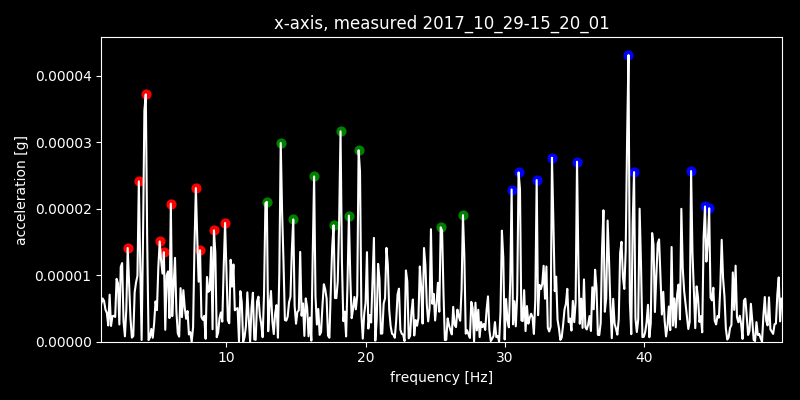 x-axis, measured 2017_10_29-15_20_01
acceleration [g]
0.00004
0.00003
0.00002
0.00001
0.00000
10 20 30 40
frequency [Hz]